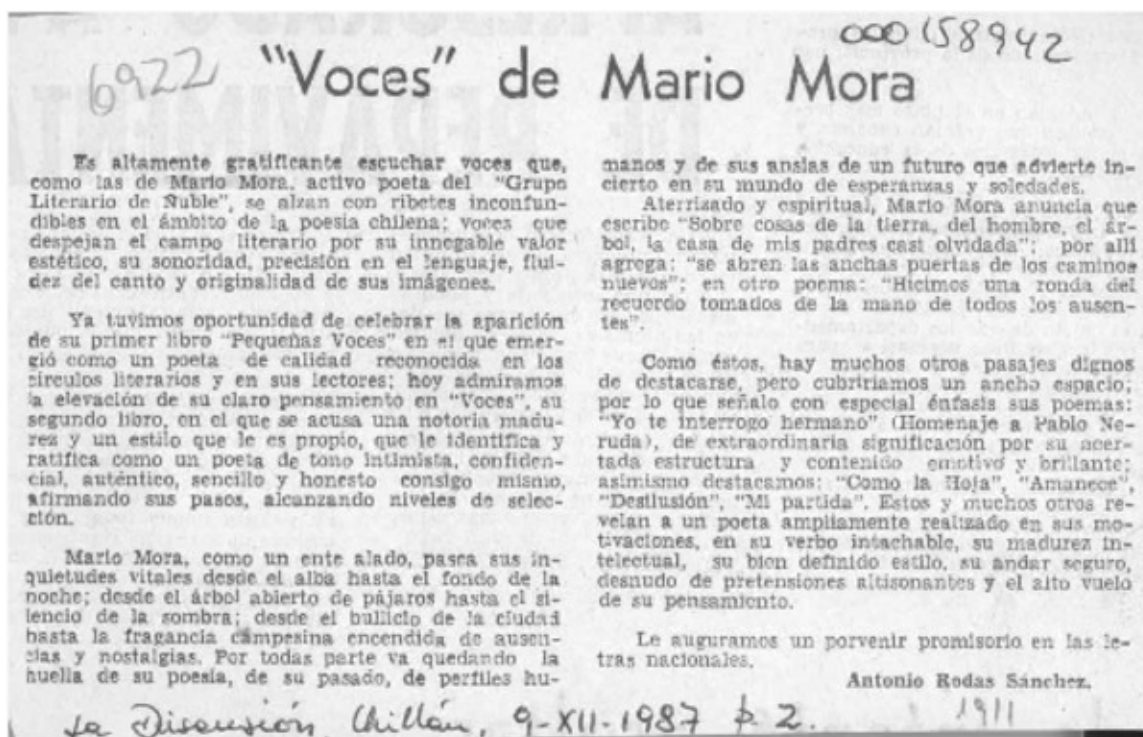 000158942
6922
"Voces" de Mario Mora
Es altamente gratificante escuchar voces que,
como las de Mario Mora, activo poeta del "Grupo
Literario de Ñuble", se alzan con ribetes inconfun-
dibles en el ámbito de la poesía chilena; voces que
despejan el campo literario por su innegable valor
estético, su sonoridad, precisión en el lenguaje, flui-
dez del canto y originalidad de sus imágenes.
Ya tuvimos oportunidad de celebrar la aparición
de su primer libro "Pequeñas Voces" en el que emer-
gió como un poeta de calidad reconocida en los
círculos literarios y en sus lectores; hoy admiramos
la elevación de su claro pensamiento en "Voces", su
segundo libro, en el que se acusa una notoria madu-
rez y un estilo que le es propio, que le identifica y
ratifica como un poeta de tono intimista, confiden-
cial, auténtico, sencillo y honesto consigo mismo,
afirmando sus pasos, alcanzando niveles de selec-
ción.
Mario Mora, como un ente alado, pasea sus in-
quietudes vitales desde el alba hasta el fondo de la
noche; desde el árbol abierto de pájaros hasta el si-
lencio de la sombra; desde el bullicio de la ciudad
hasta la fragancia campesina encendida de ausen-
cias y nostalgias. Por todas parte va quedando la
huella de su poesía, de su pasado, de perfiles hu-
manos y de sus ansias de un futuro que advierte in-
cierto en su mundo de esperanzas y soledades.
Aterrizado y espiritual, Mario Mora anuncia que
escribe "Sobre cosas de la tierra, del hombre, el ár-
bol, la casa de mis padres casi olvidada"; por allí
agrega: "se abren las anchas puertas de los caminos
nuevos"; en otro poema: "Hicimos una ronda del
recuerdo tomados de la mano de todos los ausen-
tes".
Como éstos, hay muchos otros pasajes dignos
de destacarse, pero cubriríamos un ancho espacio;
por lo que señalo con especial énfasis sus poemas:
"Yo te interrogo hermano" (Homenaje a Pablo Ne-
ruda), de extraordinaria significación por su acer-
tada estructura y contenido emotivo y brillante;
asimismo destacamos: "Como la Hoja", "Amanece",
"Desilusión", "Mi partida". Estos y muchos otros re-
velan a un poeta ampliamente realizado en sus mo-
tivaciones, en su verbo intachable, su madurez in-
telectual, su bien definido estilo, su andar seguro,
desnudo de pretensiones altisonantes y el alto vuelo
de su pensamiento.
Le auguramos un porvenir promisorio en las le-
tras nacionales.
Antonio Rodas Sánchez.
La Discusión, Chillán, 9-XII-1987 p. 2.
1911